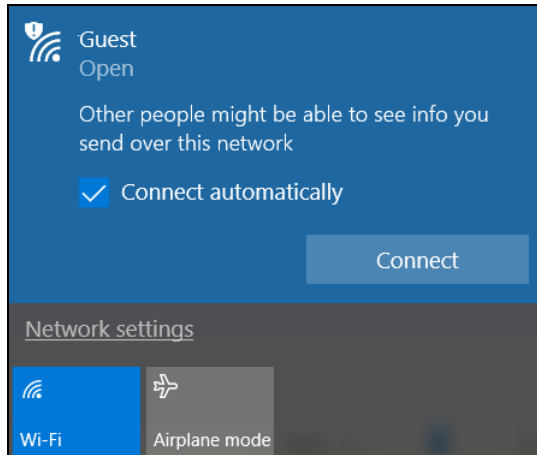 Guest
Open
Other people might be able to see info you
send over this network
Connect automatically
Connect
Network settings
Wi-Fi
Airplane mode